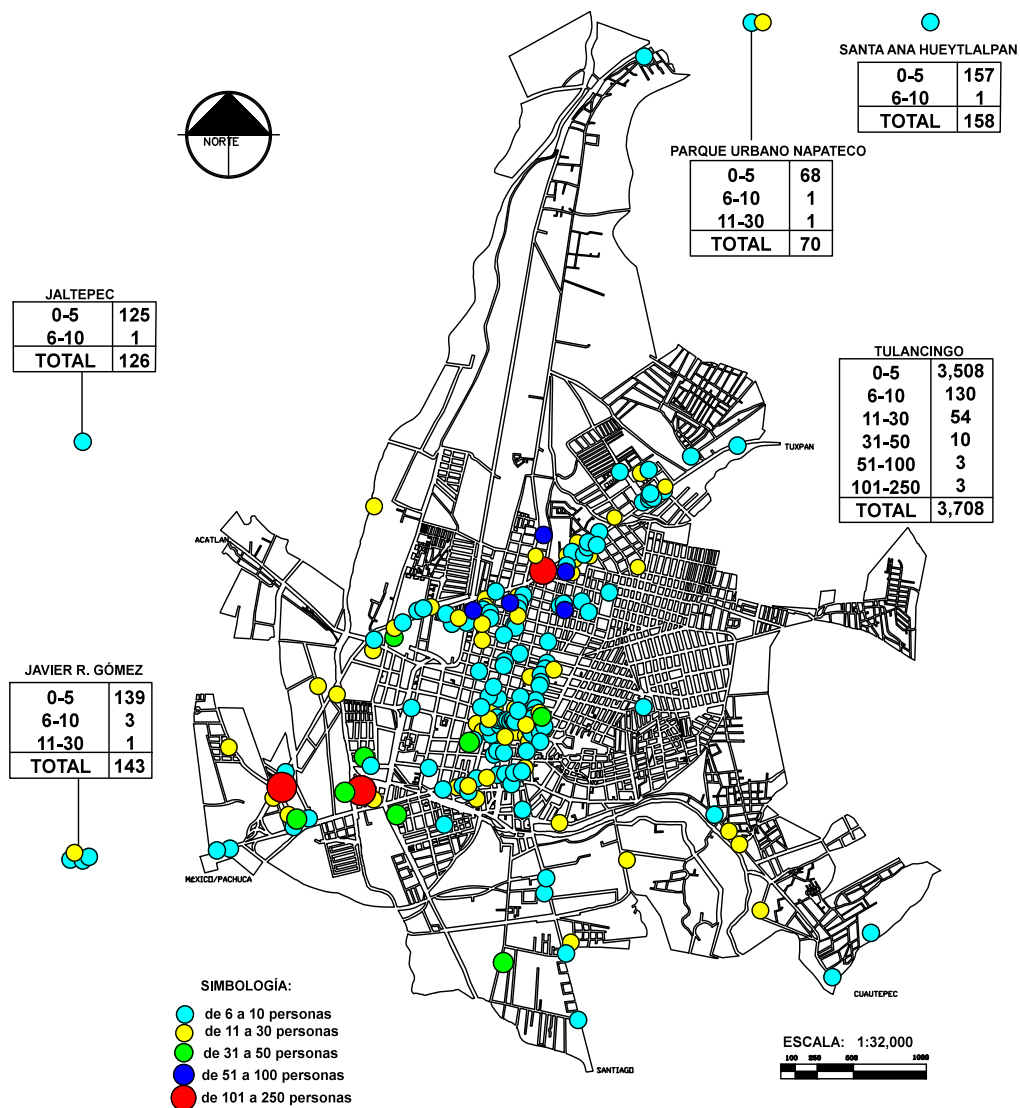 SANTA ANA HUEYTLALPAN
0-5 157
6-10 1
TOTAL 158
NORTE
PARQUE URBANO NAPATECO
0-5 68
6-10 1
11-30 1
TOTAL 70
JALTEPEC
0-5 125
6-10 1
TOTAL 126
TULANCINGO
0-5 3,508
6-10 130
11-30 54
31-50 10
51-100 3
101-250 3
TOTAL 3,708
TUXPAN
ACATLAN
JAVIER R. GÓMEZ
0-5 139
6-10 3
11-30 1
TOTAL 143
MEXICO/PACHUCA
CUAUTEPEC
SANTIAGO
SIMBOLOGÍA:
de 6 a 10 personas
de 11 a 30 personas
de 31 a 50 personas
de 51 a 100 personas
de 101 a 250 personas
ESCALA: 1:32,000
100 250 500 1000